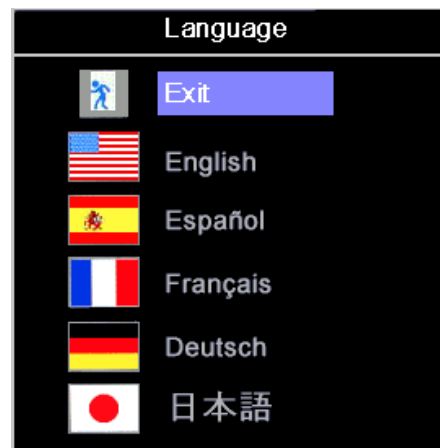 Language
Exit
English
Español
Français
Deutsch
日本語